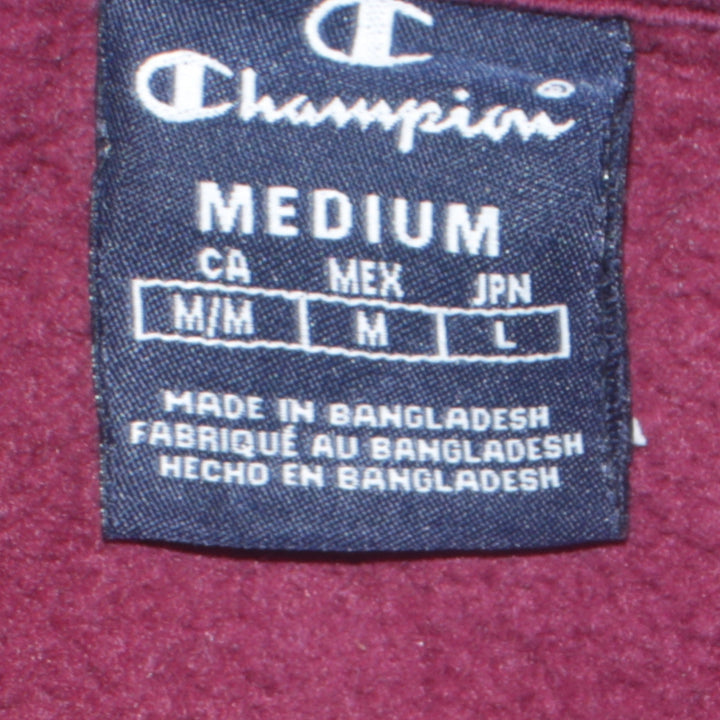 C
Champion®
MEDIUM
CA MEX JPN
M/M M L
MADE IN BANGLADESH
FABRIQUÉ AU BANGLADESH
HECHO EN BANGLADESH